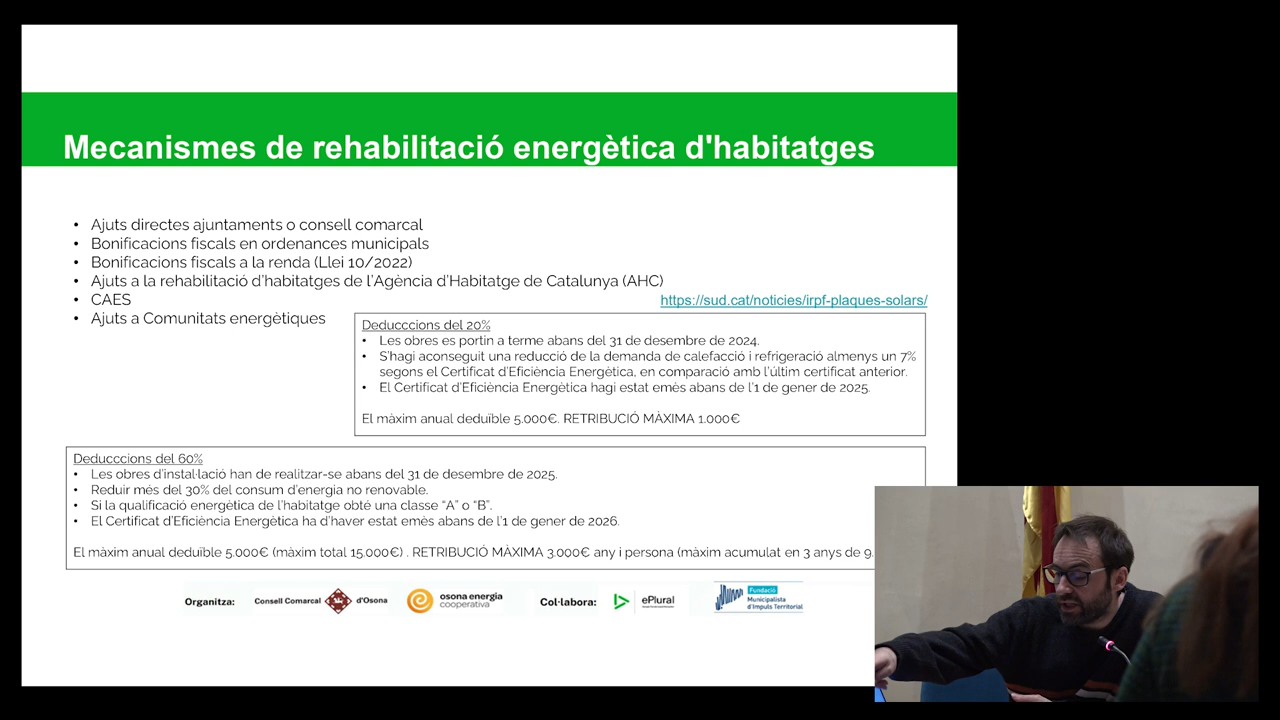 Mecanismes de rehabilitació energètica d'habitatges
• Ajuts directes ajuntaments o consell comarcal
• Bonificacions fiscals en ordenances municipals
• Bonificacions fiscals a la renda (Llei 10/2022)
• Ajuts a la rehabilitació d'habitatges de l'Agència d'Habitatge de Catalunya (AHC)
• CAES
• Ajuts a Comunitats energètiques
https://sud.cat/noticies/irpf-plaques-solars/
Deducccions del 20%
• Les obres es portin a terme abans del 31 de desembre de 2024.
• S'hagi aconseguit una reducció de la demanda de calefacció i refrigeració almenys un 7%
segons el Certificat d'Eficiència Energètica, en comparació amb l'últim certificat anterior.
• El Certificat d'Eficiència Energètica hagi estat emès abans de l'1 de gener de 2025.
El màxim anual deduïble 5.000€. RETRIBUCIÓ MÀXIMA 1.000€
Deducccions del 60%
• Les obres d'instal·lació han de realitzar-se abans del 31 de desembre de 2025.
• Reduir més del 30% del consum d'energia no renovable.
• Si la qualificació energètica de l'habitatge obté una classe “A” o “B”.
• El Certificat d'Eficiència Energètica ha d'haver estat emès abans de l'1 de gener de 2026.
El màxim anual deduïble 5.000€ (màxim total 15.000€) . RETRIBUCIÓ MÀXIMA 3.000€ any i persona (màxim acumulat en 3 anys de 9.
Organitza:
Consell Comarcal d'Osona
osona energia
cooperativa
Col·labora:
ePlural
Fundació
Municipalista
d'Impuls Territorial